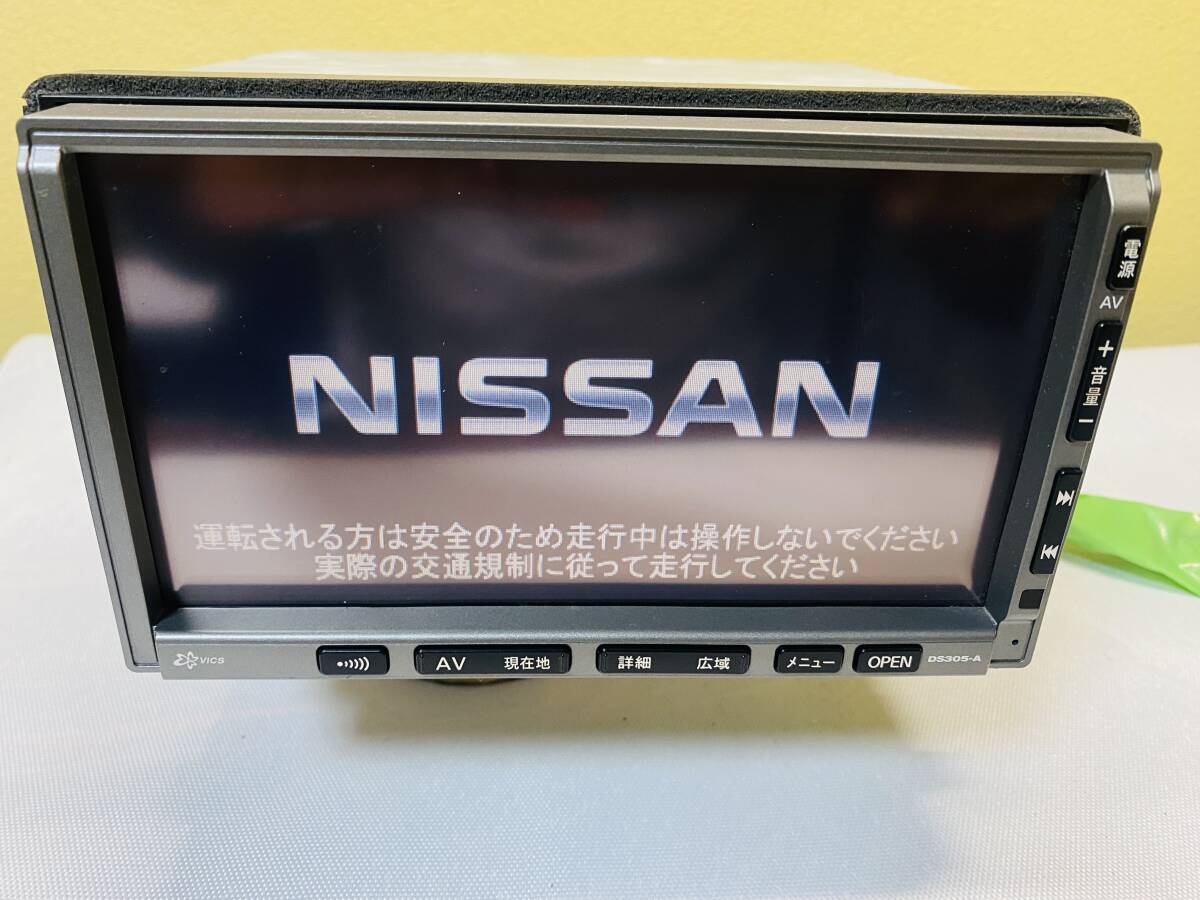 NISSAN
運転される方は安全のため走行中は操作しないでください
実際の交通規制に従って走行してください
電源
AV
+
音量
−
VICS
AV 現在地
詳細 広域
メニュー
OPEN
DS305-A